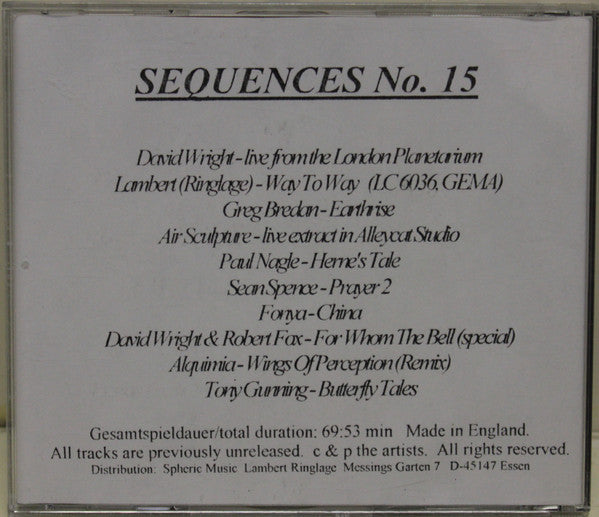 SEQUENCES No. 15
David Wright - live from the London Planetarium
Lambert (Ringlage) - Way To Way (LC 6036, GEMA)
Greg Bredan - Earthrise
Air Sculpture - live extract in Alleycat Studio
Paul Nagle - Herne's Tale
Sean Spence - Prayer 2
Fonya - China
David Wright & Robert Fox - For Whom The Bell (special)
Alquimia - Wings Of Perception (Remix)
Tony Gunning - Butterfly Tales
Gesamtspieldauer/total duration: 69:53 min Made in England.
All tracks are previously unreleased. c & p the artists. All rights reserved.
Distribution: Spheric Music Lambert Ringlage Messings Garten 7 D-45147 Essen